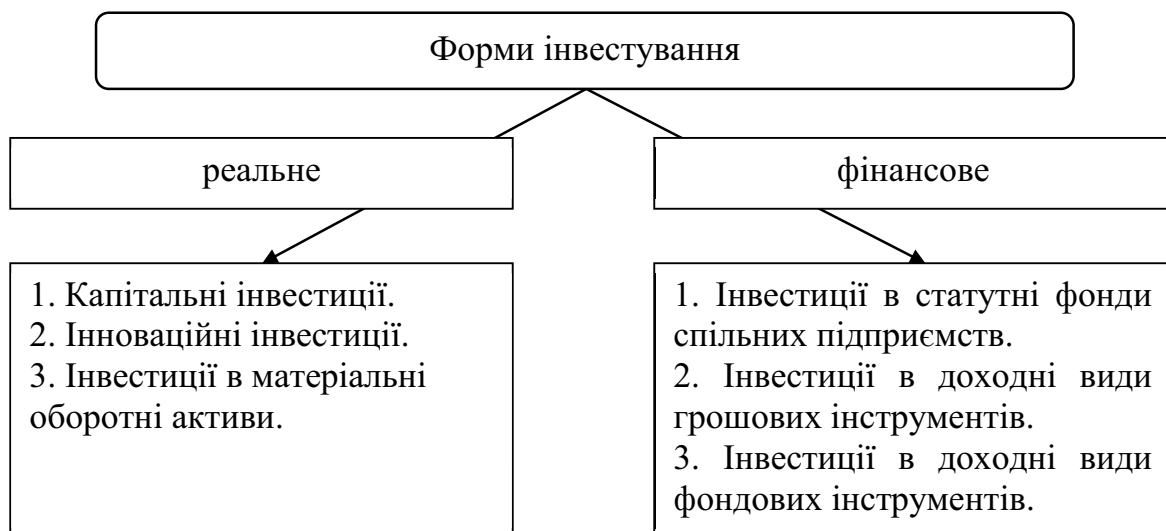 Форми інвестування
реальне
фінансове
1. Капітальні інвестиції.
2. Інноваційні інвестиції.
3. Інвестиції в матеріальні
оборотні активи.
1. Інвестиції в статутні фонди
спільних підприємств.
2. Інвестиції в доходні види
грошових інструментів.
3. Інвестиції в доходні види
фондових інструментів.